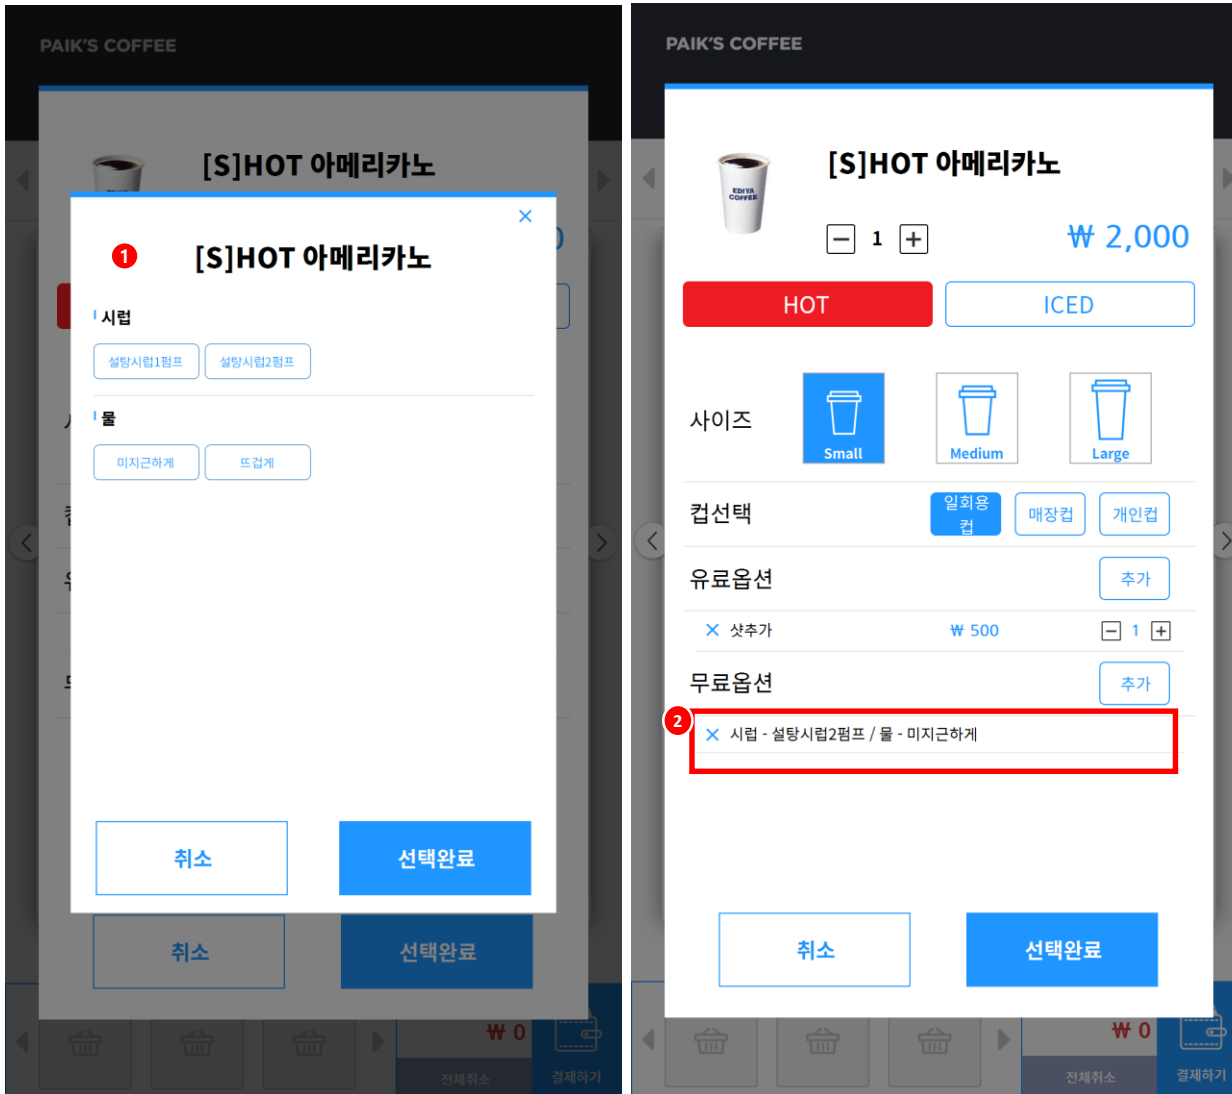 PAIK'S COFFEE
[S]HOT 아메리카노
×
1
[S]HOT 아메리카노
시럽
설탕시럽1펌프
설탕시럽2펌프
물
미지근하게
뜨겁게
취소
선택완료
취소
선택완료
₩ 0
전체취소
결제하기
PAIK'S COFFEE
[S]HOT 아메리카노
EDIYA
COFFEE
1
₩ 2,000
HOT
ICED
사이즈
Small
Medium
Large
컵선택
일회용
컵
매장컵
개인컵
유료옵션
추가
× 샷추가
₩ 500
1
무료옵션
추가
2
× 시럽 - 설탕시럽2펌프 / 물 - 미지근하게
취소
선택완료
₩ 0
전체취소
결제하기